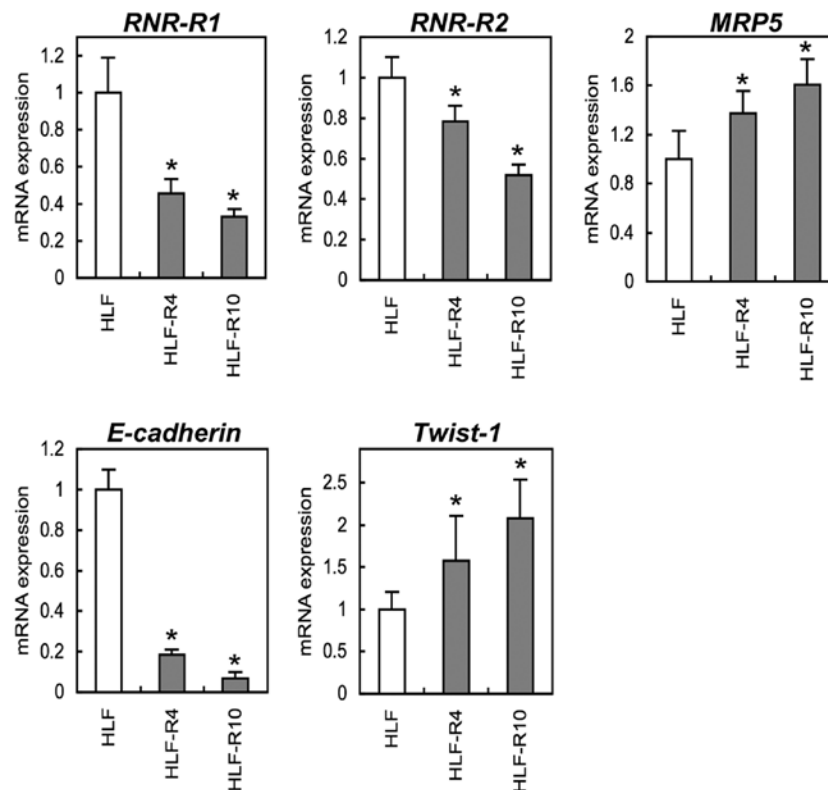 RNR-R1
mRNA expression
1.2
1
0.8
0.6
0.4
0.2
0
*
*
HLF
HLF-R4
HLF-R10
RNR-R2
mRNA expression
1.2
1
0.8
0.6
0.4
0.2
0
*
*
HLF
HLF-R4
HLF-R10
MRP5
mRNA expression
2
1.6
1.2
0.8
0.4
0
*
*
HLF
HLF-R4
HLF-R10
E-cadherin
mRNA expression
1.2
1
0.8
0.6
0.4
0.2
0
*
*
HLF
HLF-R4
HLF-R10
Twist-1
mRNA expression
2.5
2
1.5
1
0.5
0
*
*
HLF
HLF-R4
HLF-R10